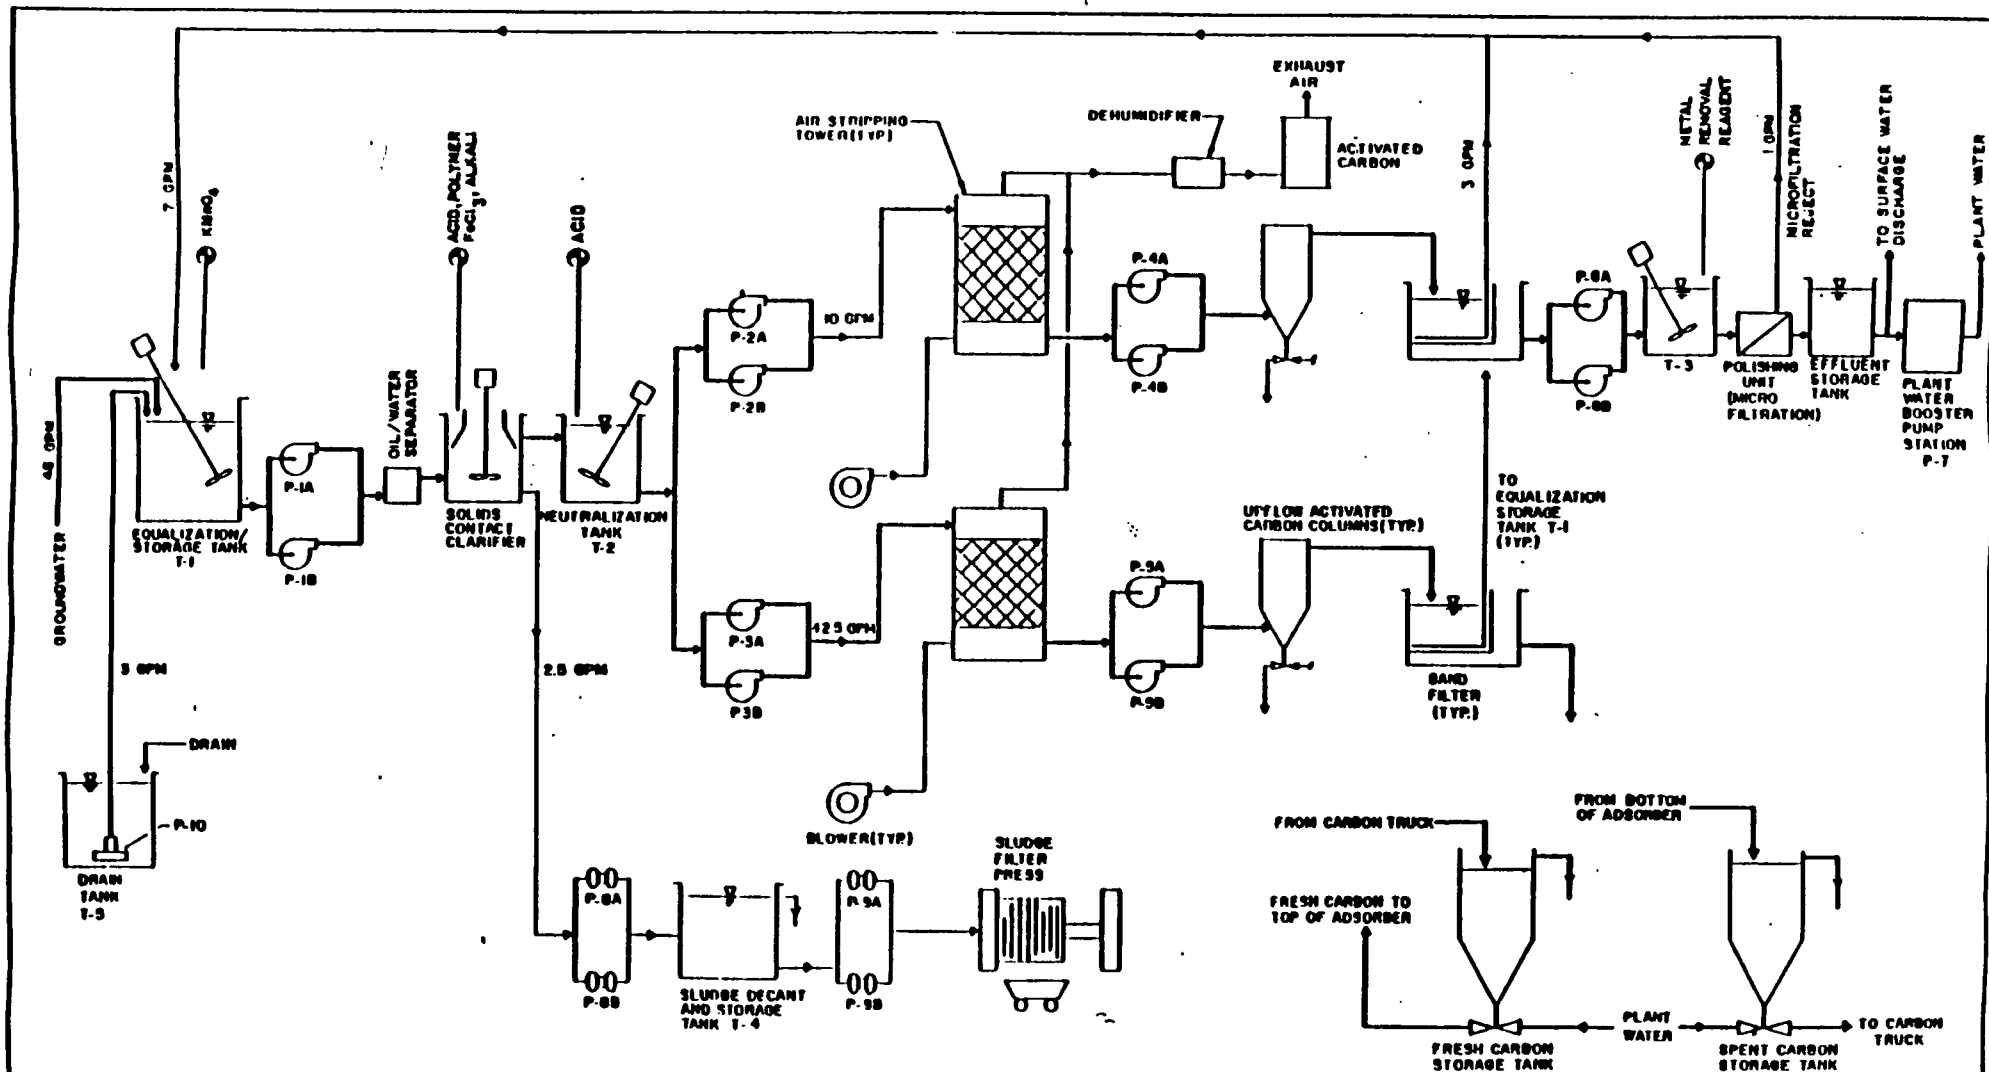 EXHAUST
AIR
AIR STRIPPING
TOWER(TYP.)
DEHUMIDIFIER
ACTIVATED
CARBON
7 GPM
KMnO4
ACID, POLYMER
FeCl3, ALKALI
ACID
3 GPM
METAL
REMOVAL
REAGENT
1 GPM
MICROFILTRATION
REJECT
TO SURFACE WATER
DISCHARGE
PLANT WATER
P-2A
P-2B
10 GPM
P-4A
P-4B
P-6A
P-6B
T-3
POLISHING
UNIT
(MICRO
FILTRATION)
EFFLUENT
STORAGE
TANK
PLANT
WATER
BOOSTER
PUMP
STATION
P-7
GROUNDWATER
P-1A
P-1B
OIL/WATER
SEPARATOR
EQUALIZATION/
STORAGE TANK
T-1
SOLIDS
CONTACT
CLARIFIER
NEUTRALIZATION
TANK
T-2
TO
EQUALIZATION
STORAGE
TANK T-1
(TYP.)
UPFLOW ACTIVATED
CARBON COLUMNS(TYP.)
P-3A
P3B
42.5 GPM
2.5 GPM
3 GPM
SAND
FILTER
(TYP.)
DRAIN
P-10
DRAIN
TANK
T-5
BLOWER(TYP.)
P-8A
P-8B
SLUDGE DECANT
AND STORAGE
TANK T-4
P-9A
P-9B
SLUDGE
FILTER
PRESS
FROM CARBON TRUCK
FROM BOTTOM
OF ADSORBER
FRESH CARBON TO
TOP OF ADSORBER
PLANT
WATER
TO CARBON
TRUCK
FRESH CARBON
STORAGE TANK
SPENT CARBON
STORAGE TANK